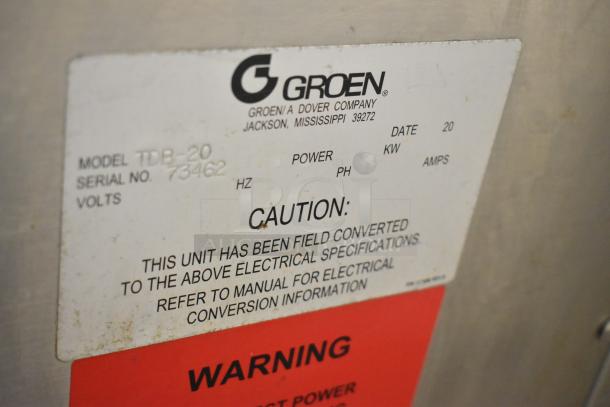 G GROEN®
GROEN/A DOVER COMPANY
JACKSON, MISSISSIPPI 39272
DATE 20
MODEL TDB-20 POWER KW
SERIAL NO. 73462 PH AMPS
VOLTS HZ
CAUTION:
THIS UNIT HAS BEEN FIELD CONVERTED
TO THE ABOVE ELECTRICAL SPECIFICATIONS.
REFER TO MANUAL FOR ELECTRICAL
CONVERSION INFORMATION
WARNING
POWER